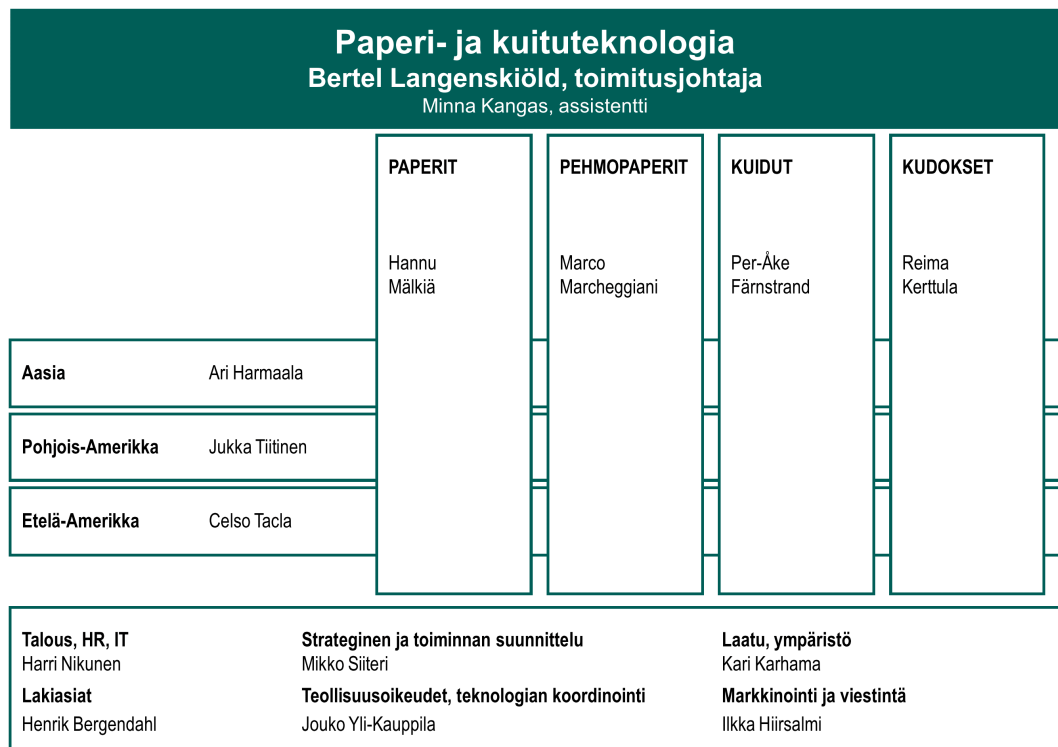 Paperi- ja kuituteknologia
Bertel Langenskiöld, toimitusjohtaja
Minna Kangas, assistentti
PAPERIT
Hannu
Mälkiä
PEHMOPAPERIT
Marco
Marcheggiani
KUIDUT
Per-Åke
Färnstrand
KUDOKSET
Reima
Kerttula
Aasia Ari Harmaala
Pohjois-Amerikka Jukka Tiitinen
Etelä-Amerikka Celso Tacla
Talous, HR, IT
Harri Nikunen
Lakiasiat
Henrik Bergendahl
Strateginen ja toiminnan suunnittelu
Mikko Siiteri
Teollisuusoikeudet, teknologian koordinointi
Jouko Yli-Kauppila
Laatu, ympäristö
Kari Karhama
Markkinointi ja viestintä
Ilkka Hiirsalmi